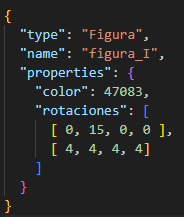 {
  "type": "Figura",
  "name": "figura_I",
  "properties": {
    "color": 47083,
    "rotaciones": [
      [ 0, 15, 0, 0 ],
      [ 4, 4, 4, 4]
    ]
  }
}